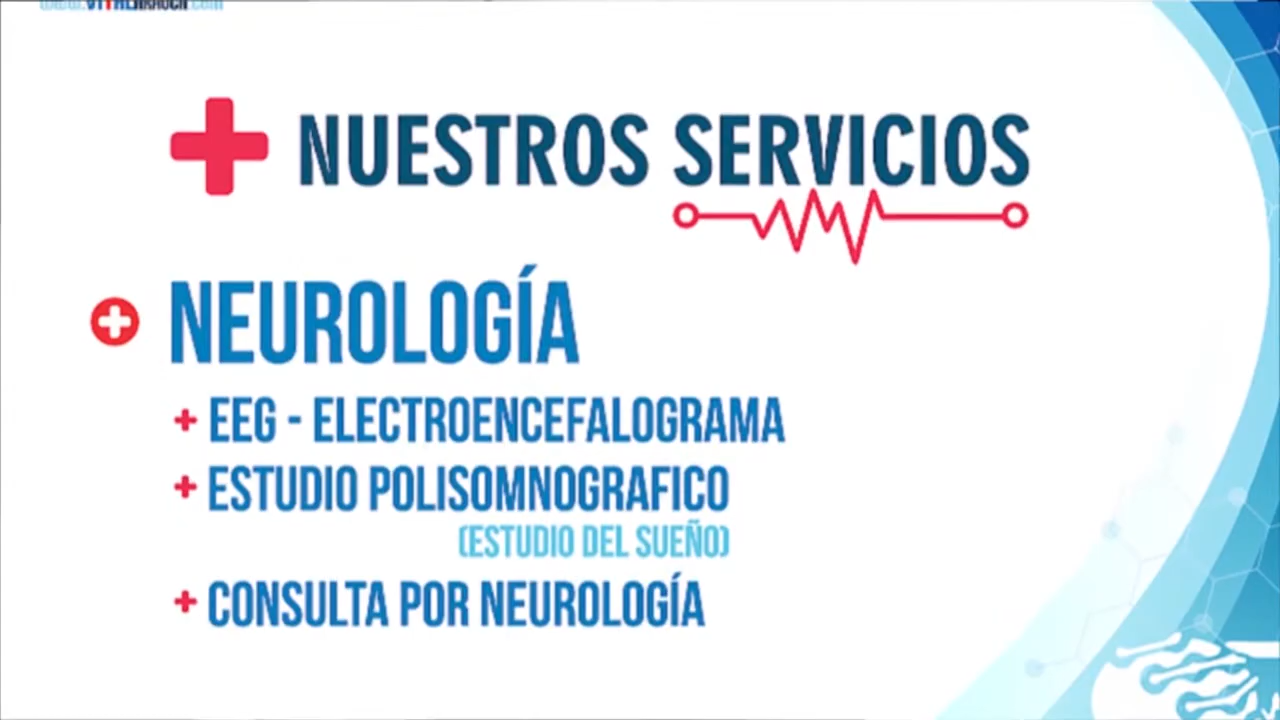 NUESTROS SERVICIOS
NEUROLOGÍA
+ EEG - ELECTROENCEFALOGRAMA
+ ESTUDIO POLISOMNOGRAFICO
(ESTUDIO DEL SUEÑO)
+ CONSULTA POR NEUROLOGÍA